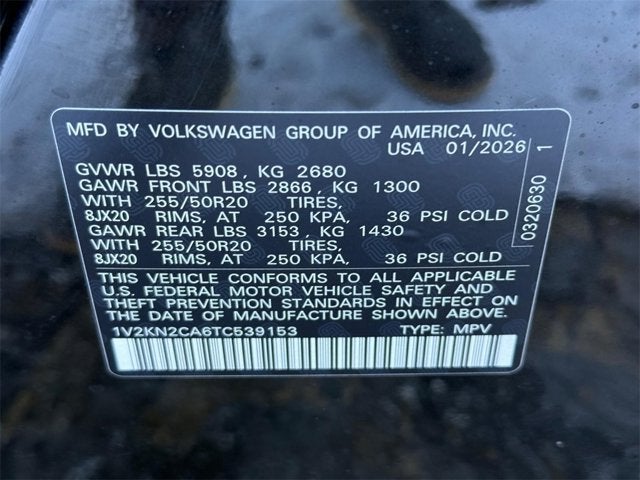 MFD BY VOLKSWAGEN GROUP OF AMERICA, INC.
USA 01/2026
GVWR LBS 5908, KG 2680
GAWR FRONT LBS 2866, KG 1300
WITH 255/50R20 TIRES,
8JX20 RIMS, AT 250 KPA, 36 PSI COLD
GAWR REAR LBS 3153, KG 1430
WITH 255/50R20 TIRES,
8JX20 RIMS, AT 250 KPA, 36 PSI COLD
THIS VEHICLE CONFORMS TO ALL APPLICABLE
U.S. FEDERAL MOTOR VEHICLE SAFETY AND
THEFT PREVENTION STANDARDS IN EFFECT ON
THE DATE OF MANUFACTURE SHOWN ABOVE.
1V2KN2CA6TC539153 TYPE: MPV
0320630 1